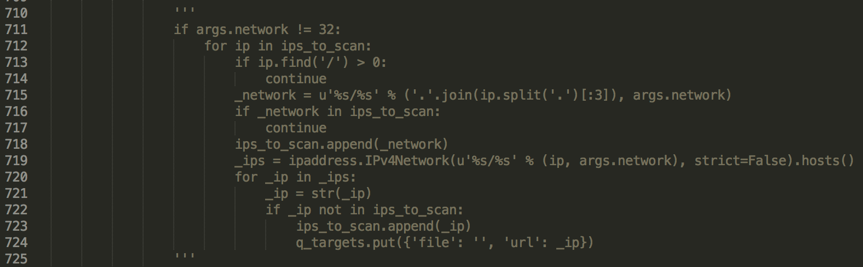 710 '''
711 if args.network != 32:
712     for ip in ips_to_scan:
713         if ip.find('/') > 0:
714             continue
715         _network = u'%s/%s' % ('.'.join(ip.split('.')[:3]), args.network)
716         if _network in ips_to_scan:
717             continue
718         ips_to_scan.append(_network)
719         _ips = ipaddress.IPv4Network(u'%s/%s' % (ip, args.network), strict=False).hosts()
720         for _ip in _ips:
721             _ip = str(_ip)
722             if _ip not in ips_to_scan:
723                 ips_to_scan.append(_ip)
724                 q_targets.put({'file': '', 'url': _ip})
725 '''